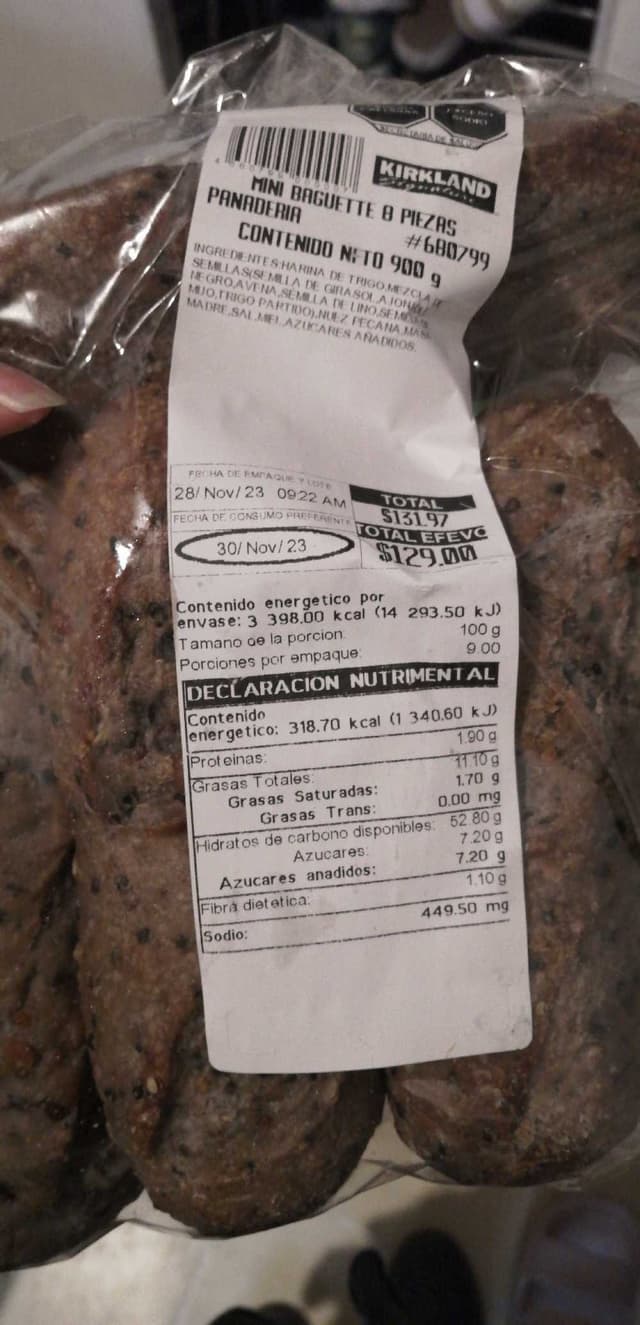 SODIO
SECRETARIA DE SALUD
KIRKLAND
Signature
MINI BAGUETTE 8 PIEZAS
PANADERIA
#680799
CONTENIDO NETO 900 g
INGREDIENTES:HARINA DE TRIGO,MEZCLA DE
SEMILLAS(SEMILLA DE GIRASOL,AJONJOLI
NEGRO,AVENA,SEMILLA DE LINO,
MIJO,TRIGO PARTIDO),NUEZ PECANA,MASA
MADRE,SAL,MIEL,AZUCARES AÑADIDOS.
FECHA DE EMPAQUE Y LOTE
28/ Nov/ 23 09:22 AM
FECHA DE CONSUMO PREFERENTE
30/ Nov/ 23
TOTAL
$131.97
TOTAL EFEVO
$129.00
Contenido energetico por
envase: 3 398.00 kcal (14 293.50 kJ)
Tamano de la porcion: 100 g
Porciones por empaque: 9.00
DECLARACION NUTRIMENTAL
Contenido
energetico: 318.70 kcal (1 340.60 kJ)
Proteinas: 1.90 g
Grasas Totales: 11.10 g
Grasas Saturadas: 1.70 g
Grasas Trans: 0.00 mg
Hidratos de carbono disponibles: 52.80 g
Azucares: 7.20 g
Azucares anadidos: 7.20 g
Fibra dietetica: 1.10 g
Sodio: 449.50 mg